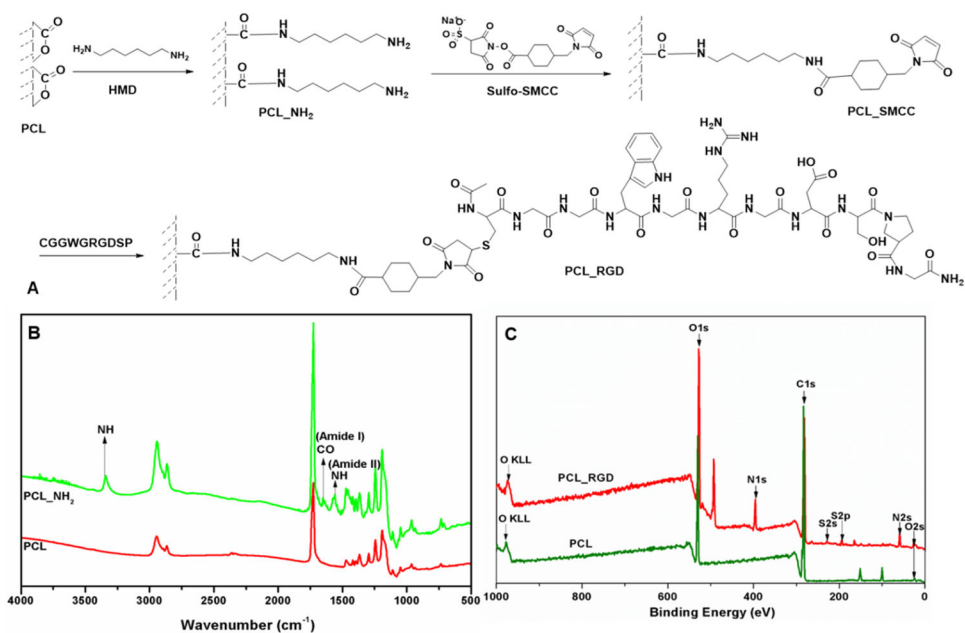 PCL
H₂N
NH₂
HMD
PCL_NH₂
Sulfo-SMCC
PCL_SMCC
CGGWGRGDSP
PCL_RGD
A
B
NH
(Amide I)
CO
(Amide II)
NH
PCL_NH₂
PCL
4000 3500 3000 2500 2000 1500 1000 500
Wavenumber (cm⁻¹)
C
O1s
C1s
O KLL
PCL_RGD
N1s
S2s
S2p
N2s
O2s
O KLL
PCL
1000 800 600 400 200 0
Binding Energy (eV)